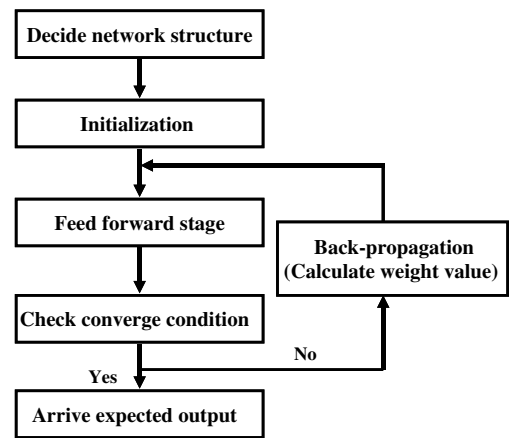 Decide network structure
Initialization
Feed forward stage
Back-propagation
(Calculate weight value)
Check converge condition
No
Yes
Arrive expected output